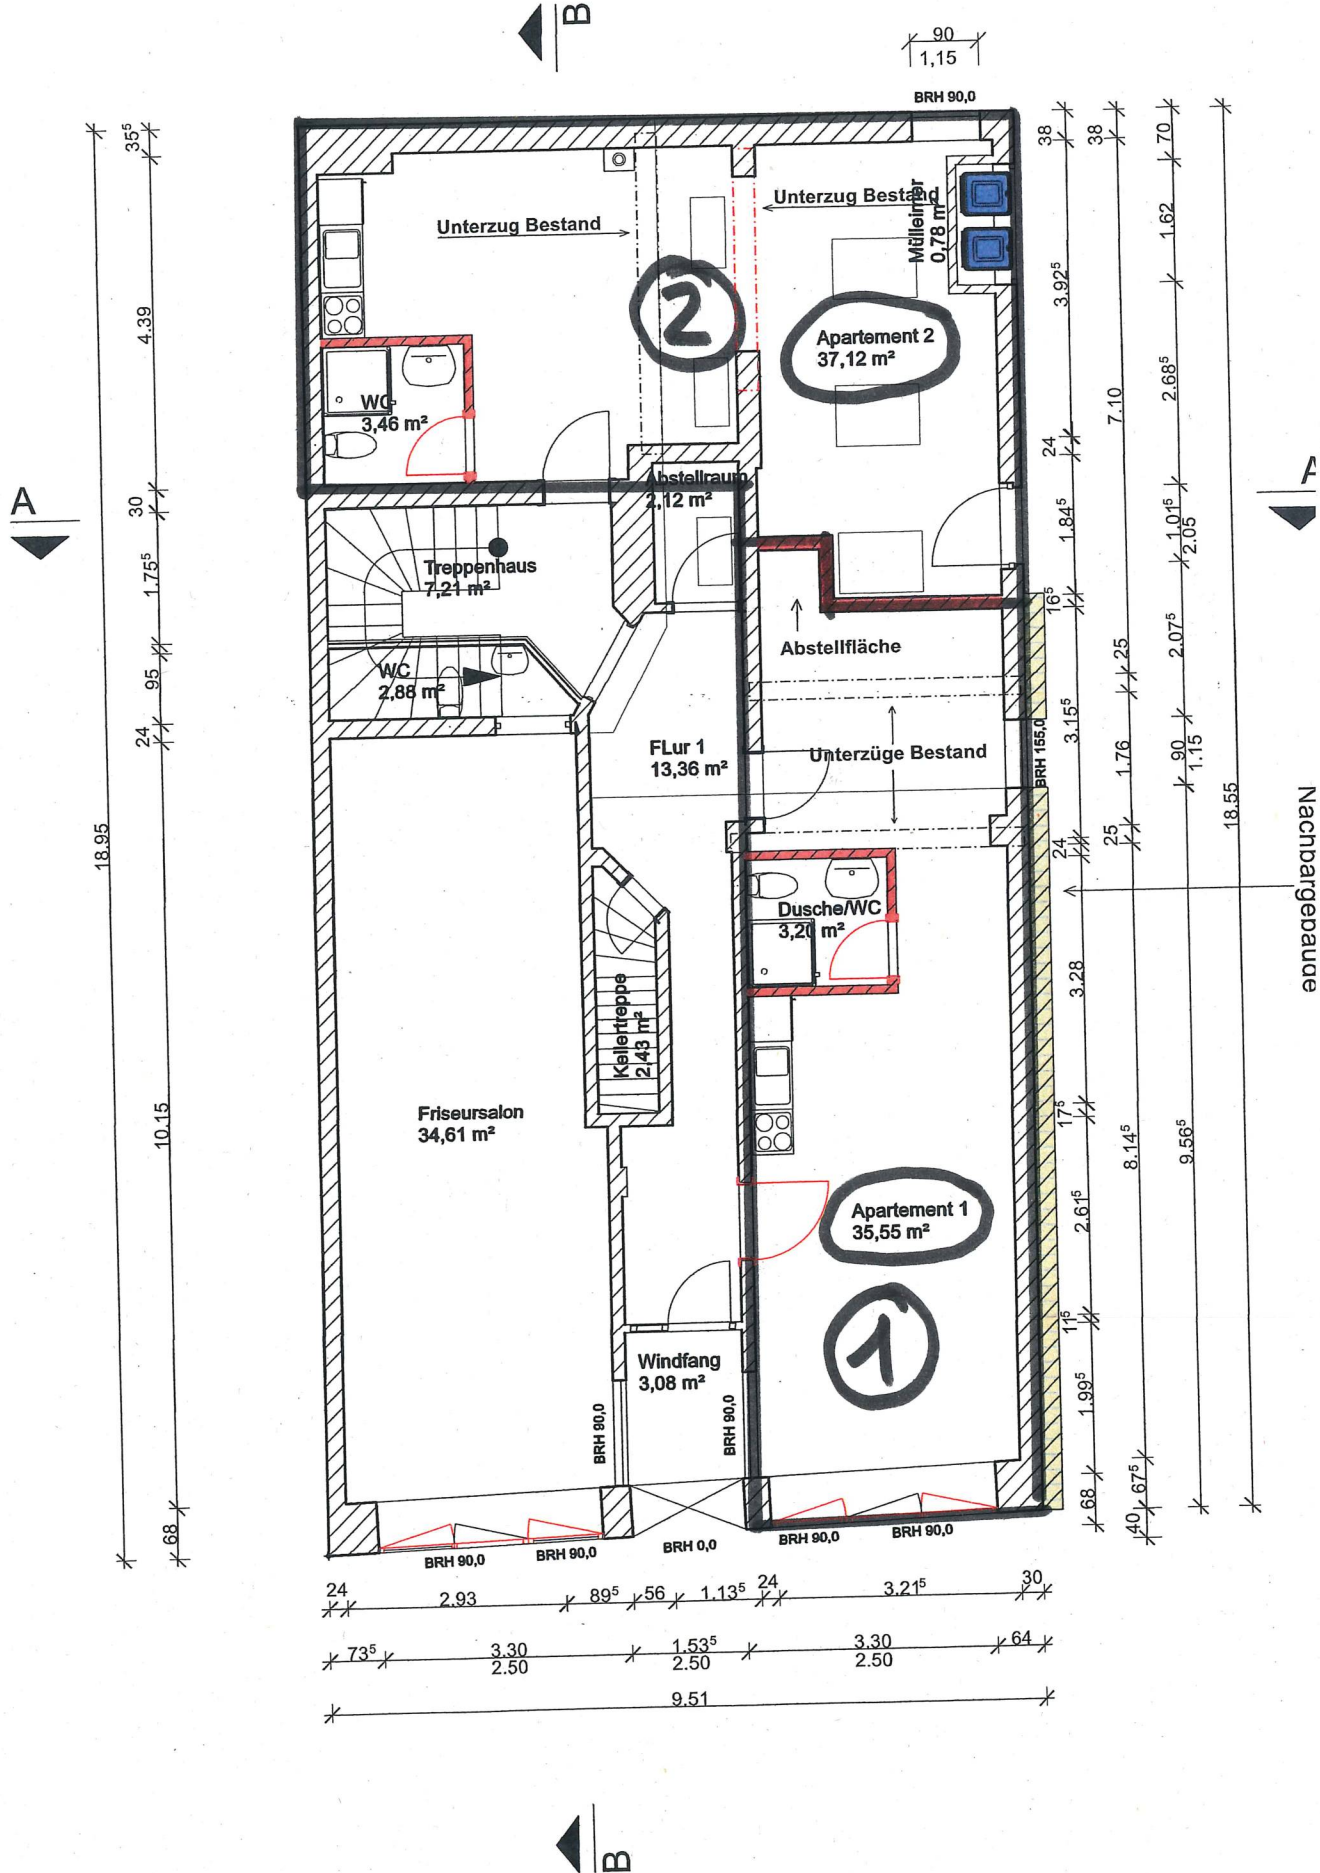 B
90
1,15
BRH 90,0
Unterzug Bestand
Unterzug Bestand
Mülleimer
0,78 m²
2
Apartement 2
37,12 m²
WC
3,46 m²
Abstellraum
2,12 m²
A
A
Treppenhaus
7,21 m²
Abstellfläche
WC
2,88 m²
FLur 1
13,36 m²
Unterzüge Bestand
BRH 155,0
Nachbargebäude
Dusche/WC
3,20 m²
Kellertreppe
2,43 m²
Friseursalon
34,61 m²
Apartement 1
35,55 m²
1
Windfang
3,08 m²
BRH 90,0
BRH 90,0
BRH 90,0
BRH 90,0
BRH 0,0
BRH 90,0
BRH 90,0
18.95
35⁵
4.39
30
1.75⁵
95
24
10.15
68
38
3.92⁵
24
1.84⁵
16⁵
3.15⁵
24
3.28
17⁵
2.61⁵
11⁵
1.99⁵
68
38
7.10
25
1.76
25
8.14⁵
67⁵
40
70
1.62
2.68⁵
1.01⁵
2.05
2.07⁵
90
1.15
9.56⁵
18.55
24
2.93
89⁵
56
1.13⁵
24
3.21⁵
30
73⁵
3.30
2.50
1.53⁵
2.50
3.30
2.50
64
9.51
B